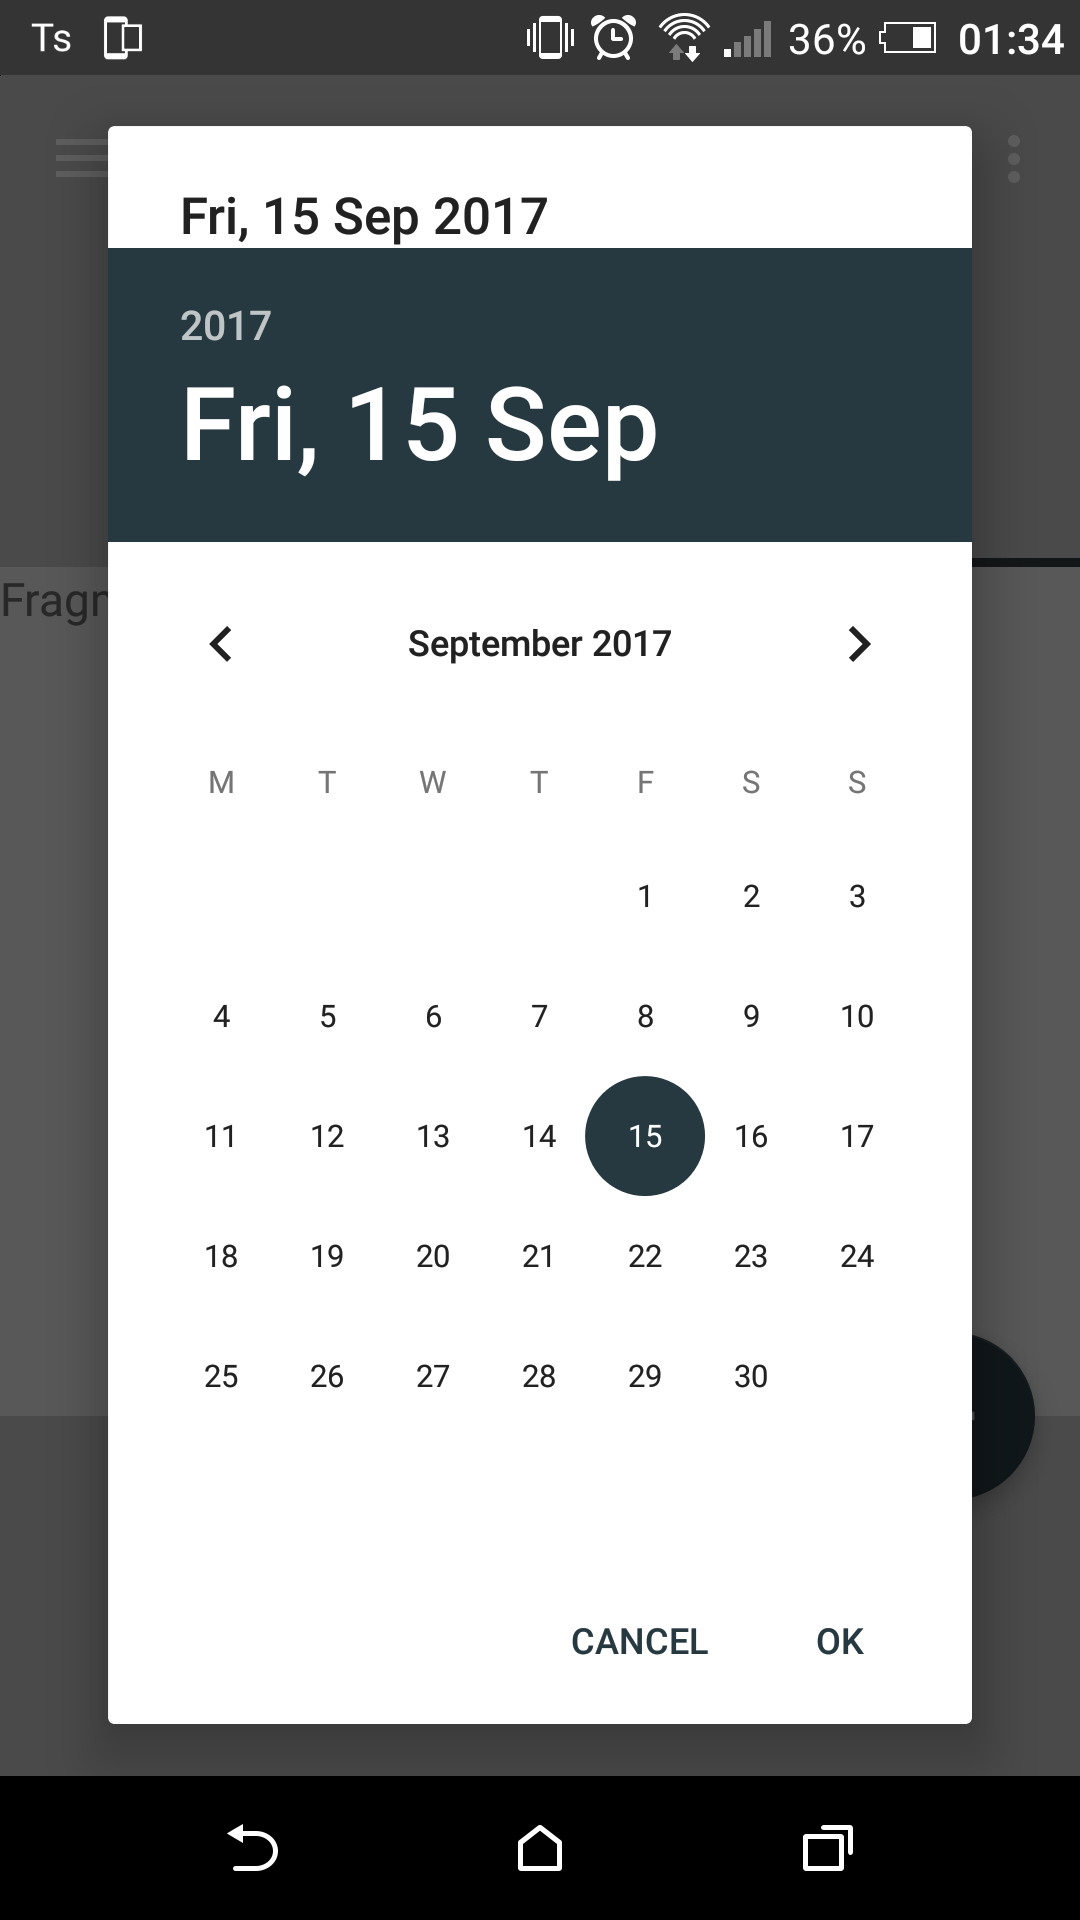 Ts 36% 01:34
Fri, 15 Sep 2017
2017
Fri, 15 Sep
Fragn
September 2017
M T W T F S S
1 2 3
4 5 6 7 8 9 10
11 12 13 14 15 16 17
18 19 20 21 22 23 24
25 26 27 28 29 30
CANCEL OK